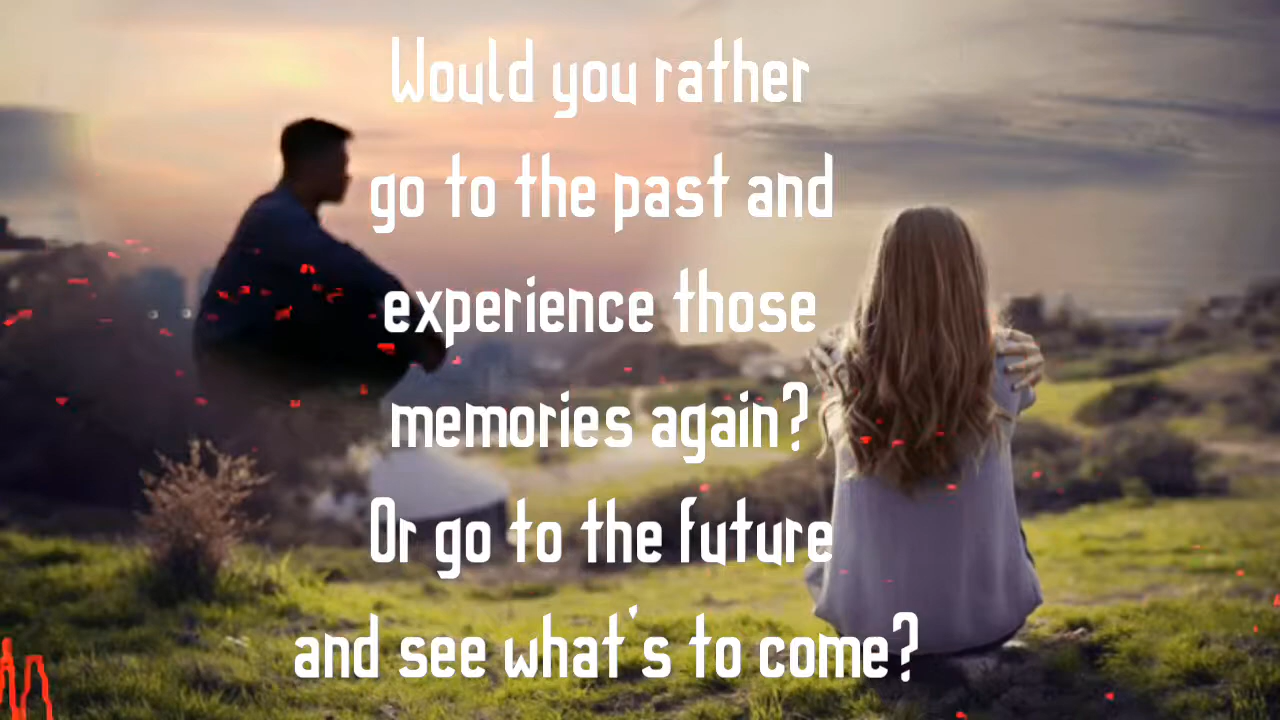 Would you rather
go to the past and
experience those
memories again?
Or go to the future
and see what's to come?